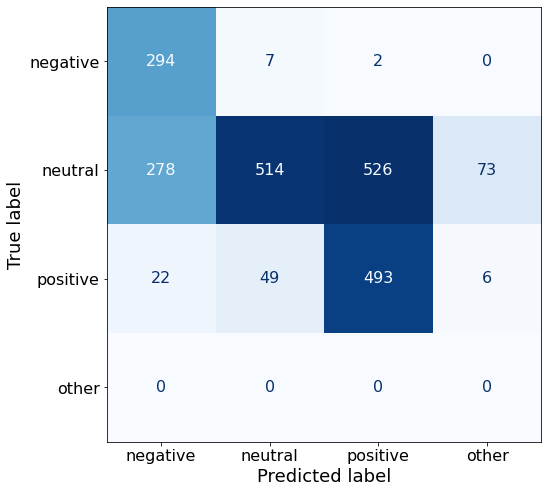 True label
negative 294 7 2 0
neutral 278 514 526 73
positive 22 49 493 6
other 0 0 0 0
negative neutral positive other
Predicted label